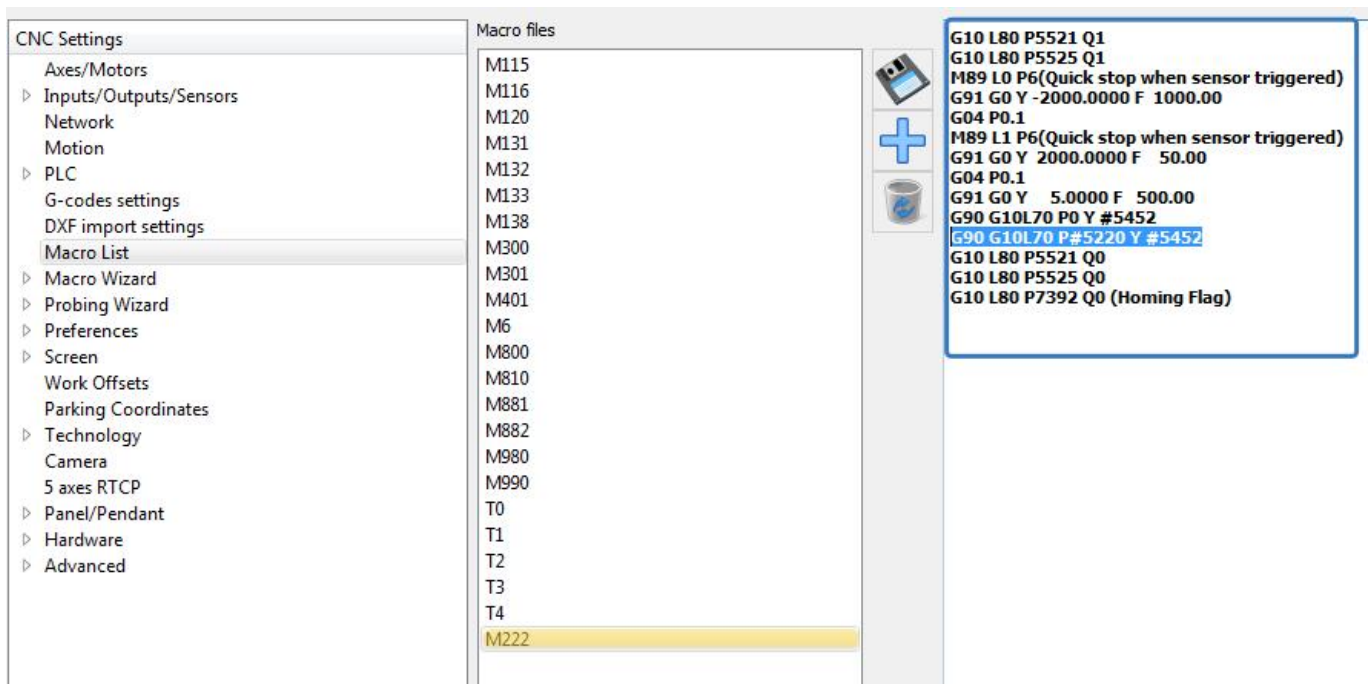 CNC Settings
Axes/Motors
Inputs/Outputs/Sensors
Network
Motion
PLC
G-codes settings
DXF import settings
Macro List
Macro Wizard
Probing Wizard
Preferences
Screen
Work Offsets
Parking Coordinates
Technology
Camera
5 axes RTCP
Panel/Pendant
Hardware
Advanced
Macro files
M115
M116
M120
M131
M132
M133
M138
M300
M301
M401
M6
M800
M810
M881
M882
M980
M990
T0
T1
T2
T3
T4
M222
G10 L80 P5521 Q1
G10 L80 P5525 Q1
M89 L0 P6(Quick stop when sensor triggered)
G91 G0 Y -2000.0000 F 1000.00
G04 P0.1
M89 L1 P6(Quick stop when sensor triggered)
G91 G0 Y 2000.0000 F 50.00
G04 P0.1
G91 G0 Y 5.0000 F 500.00
G90 G10L70 P0 Y #5452
G90 G10L70 P#5220 Y #5452
G10 L80 P5521 Q0
G10 L80 P5525 Q0
G10 L80 P7392 Q0 (Homing Flag)